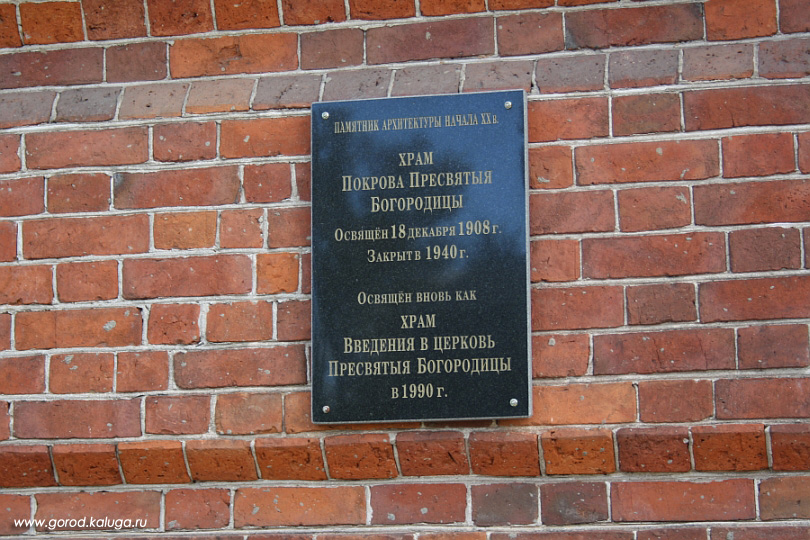 ПАМЯТНИК АРХИТЕКТУРЫ НАЧАЛА XX В.
ХРАМ
ПОКРОВА ПРЕСВЯТЫЯ
БОГОРОДИЦЫ
ОСВЯЩЁН 18 ДЕКАБРЯ 1908 г.
ЗАКРЫТ В 1940 г.
ОСВЯЩЁН ВНОВЬ КАК
ХРАМ
ВВЕДЕНИЯ В ЦЕРКОВЬ
ПРЕСВЯТЫЯ БОГОРОДИЦЫ
В 1990 г.
www.gorod.kaluga.ru